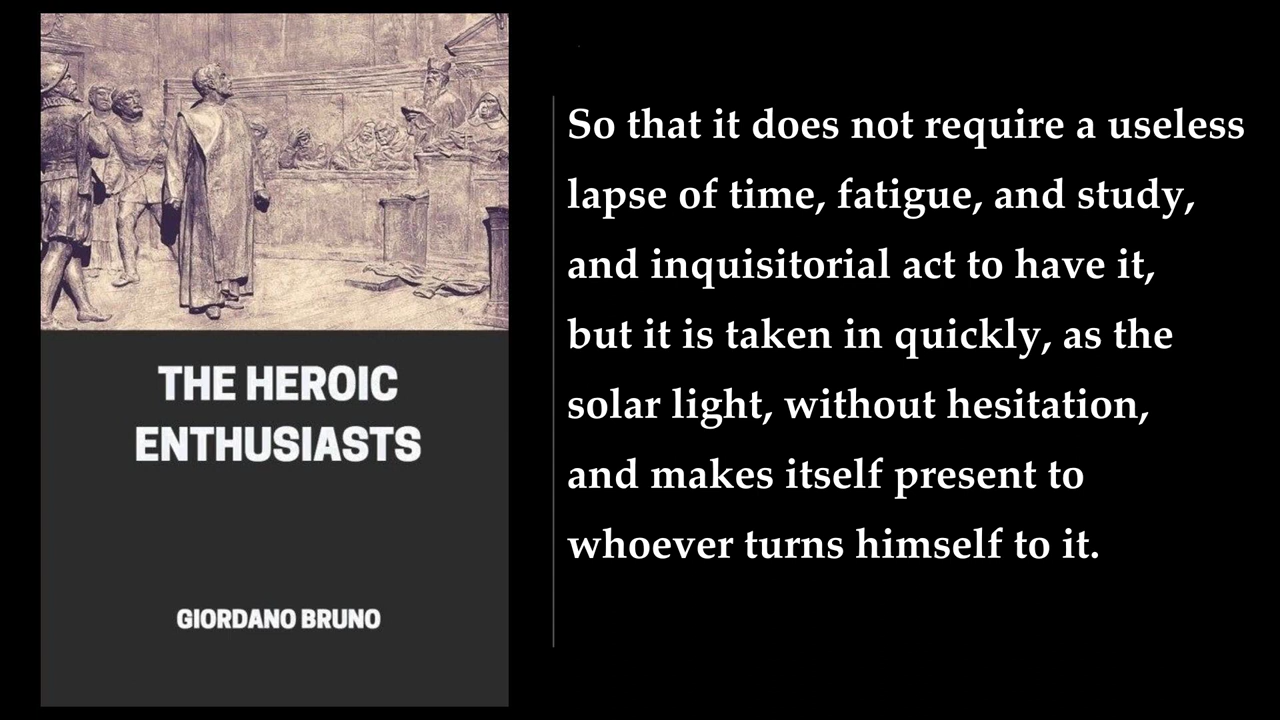 THE HEROIC
ENTHUSIASTS
GIORDANO BRUNO
So that it does not require a useless
lapse of time, fatigue, and study,
and inquisitorial act to have it,
but it is taken in quickly, as the
solar light, without hesitation,
and makes itself present to
whoever turns himself to it.